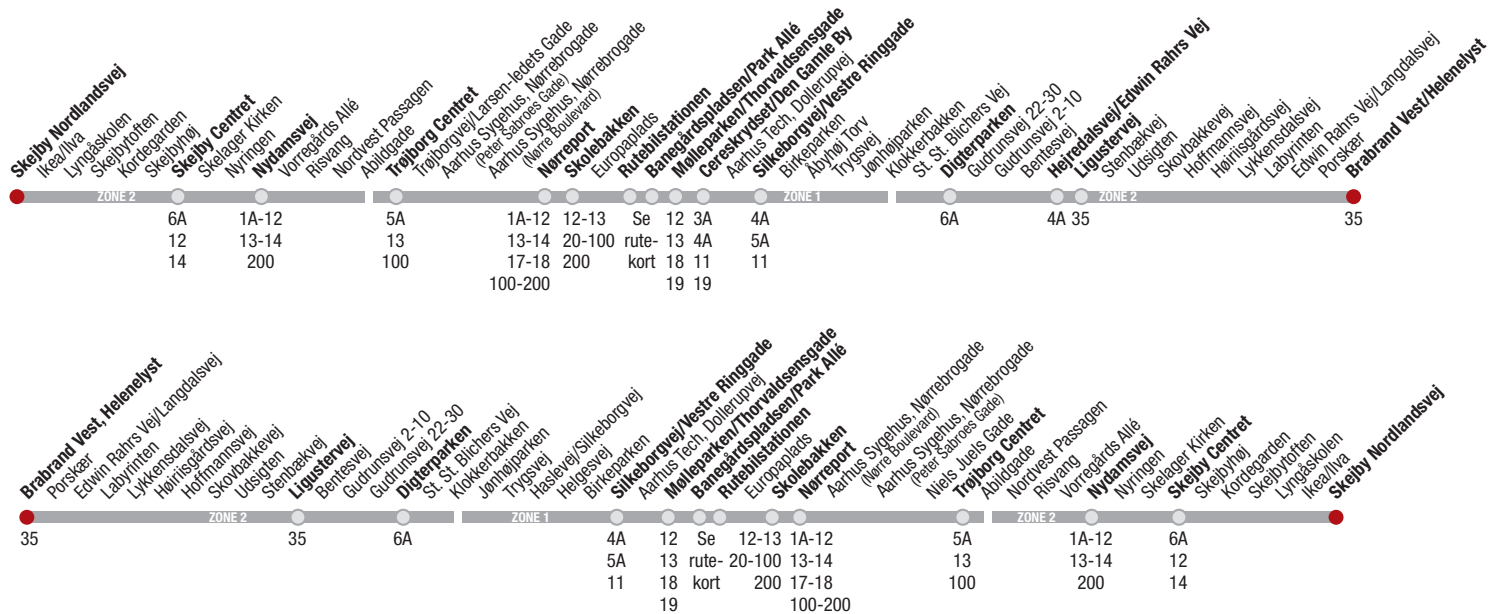 Skejby Nordlandsvej
Ikea/Ilva
Lyngåskolen
Skejbytoften
Kordegarden
Skejbyhøj
Skejby Centret
Skelager Kirken
Nyringen
Nydamsvej
Vorregårds Allé
Risvang
Nordvest Passagen
Abildgade
Trøjborg Centret
Trøjborgvej/Larsen-ledets Gade
Aarhus Sygehus, Nørrebrogade
(Peter Sabroes Gade)
Aarhus Sygehus, Nørrebrogade
(Nørre Boulevard)
Nørreport
Skolebakken
Europaplads
Rutebilstationen
Banegårdspladsen/Park Allé
Mølleparken/Thorvaldsensgade
Cereskrydset/Den Gamle By
Aarhus Tech, Dollerupvej
Silkeborgvej/Vestre Ringgade
Birkeparken
Åbyhøj Torv
Trygsvej
Jønhøjparken
Klokkerbakken
St. St. Blichers Vej
Digterparken
Gudrunsvej 22-30
Gudrunsvej 2-10
Bentesvej
Hejredalsvej/Edwin Rahrs Vej
Ligustervej
Stenbækvej
Udsigten
Skovbakkevej
Hoffmannsvej
Høiriisgårdsvej
Lykkensdalsvej
Labyrinten
Edwin Rahrs Vej/Langdalsvej
Porskær
Brabrand Vest/Helenelyst
ZONE 2
ZONE 1
ZONE 2
6A 1A-12 5A 1A-12 12-13 Se 12 3A 4A 6A 4A 35 35
12 13-14 13 13-14 20-100 rute- 13 4A 5A
14 200 100 17-18 200 kort 18 11 11
100-200 19 19
Brabrand Vest, Helenelyst
Porskær
Edwin Rahrs Vej/Langdalsvej
Labyrinten
Lykkensdalsvej
Høiriisgårdsvej
Hoffmannsvej
Skovbakkevej
Udsigten
Stenbækvej
Ligustervej
Bentesvej
Gudrunsvej 2-10
Gudrunsvej 22-30
Digterparken
St. St. Blichers Vej
Klokkerbakken
Jønhøjparken
Trygsvej
Haslevej/Silkeborgvej
Helgesvej
Birkeparken
Silkeborgvej/Vestre Ringgade
Aarhus Tech, Dollerupvej
Mølleparken/Thorvaldsensgade
Banegårdspladsen/Park Allé
Rutebilstationen
Europaplads
Skolebakken
Nørreport
Aarhus Sygehus, Nørrebrogade
(Nørre Boulevard)
Aarhus Sygehus, Nørrebrogade
(Peter Sabroes Gade)
Niels Juels Gade
Trøjborg Centret
Abildgade
Nordvest Passagen
Risvang
Vorregårds Allé
Nydamsvej
Nyringen
Skelager Kirken
Skejby Centret
Skejbyhøj
Kordegarden
Skejbytoften
Lyngåskolen
Ikea/Ilva
Skejby Nordlandsvej
ZONE 2
ZONE 1
ZONE 2
35 35 6A 4A 12 Se 12-13 1A-12 5A 1A-12 6A
5A 13 rute- 20-100 13-14 13 13-14 12
11 18 kort 200 17-18 100 200 14
19 100-200